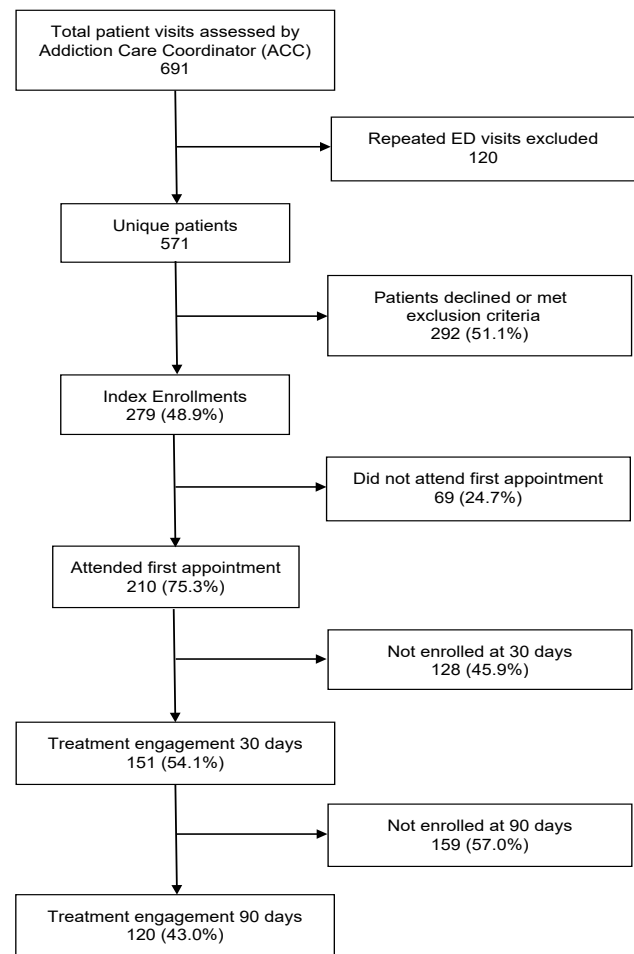 Total patient visits assessed by
Addiction Care Coordinator (ACC)
691
Repeated ED visits excluded
120
Unique patients
571
Patients declined or met
exclusion criteria
292 (51.1%)
Index Enrollments
279 (48.9%)
Did not attend first appointment
69 (24.7%)
Attended first appointment
210 (75.3%)
Not enrolled at 30 days
128 (45.9%)
Treatment engagement 30 days
151 (54.1%)
Not enrolled at 90 days
159 (57.0%)
Treatment engagement 90 days
120 (43.0%)